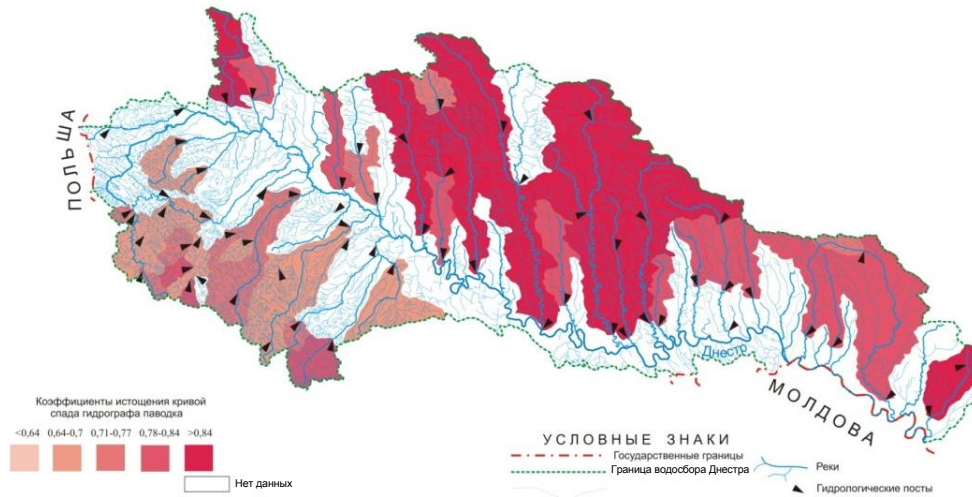 ПОЛЬША
Днестр
МОЛДОВА
Коэффициенты истощения кривой
спада гидрографа паводка
<0,64 0,64-0,7 0,71-0,77 0,78-0,84 >0,84
Нет данных
УСЛОВНЫЕ ЗНАКИ
Государственные границы
Граница водосбора Днестра
Реки
Гидрологические посты